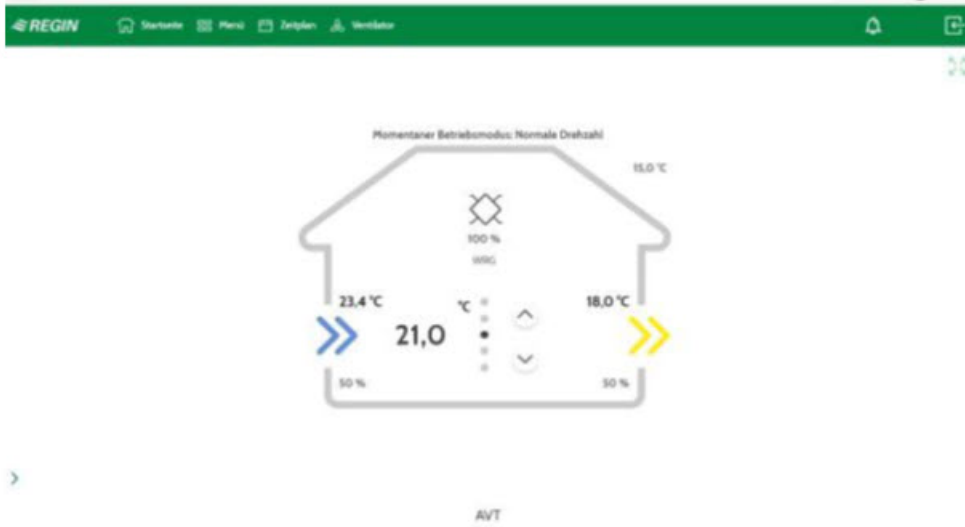 REGIN Startseite Menü Zeitplan Ventilator
Momentaner Betriebsmodus: Normale Drehzahl
15,0 °C
100 %
WRG
23,4 °C
°C
18,0 °C
21,0
50 %
50 %
AVT